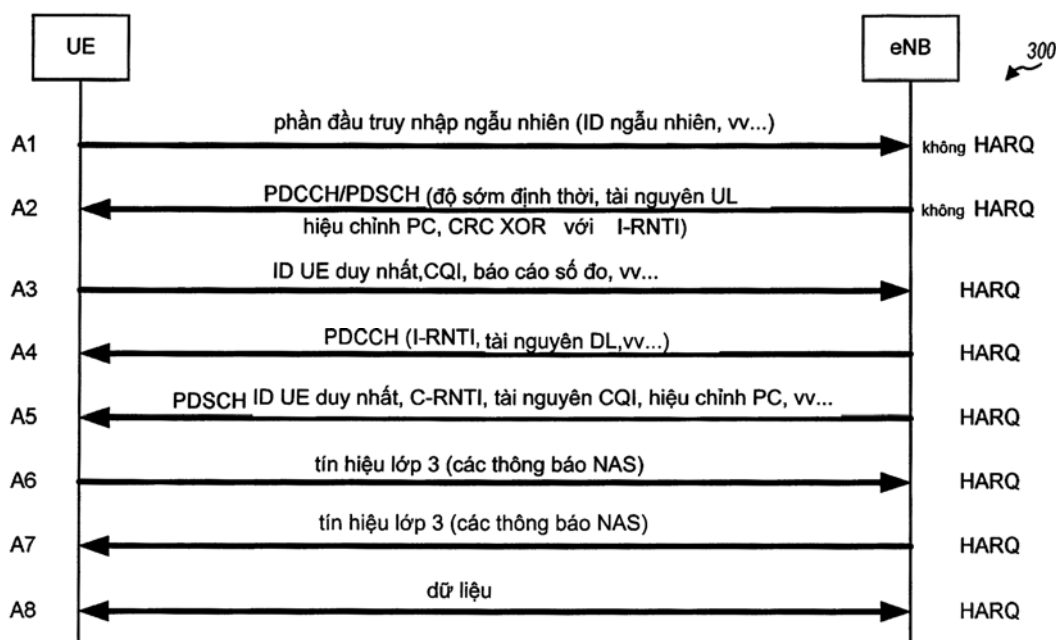 UE
eNB
300
A1
phần đầu truy nhập ngẫu nhiên (ID ngẫu nhiên, vv...)
không HARQ
A2
PDCCH/PDSCH (độ sớm định thời, tài nguyên UL
hiệu chỉnh PC, CRC XOR với I-RNTI)
không HARQ
A3
ID UE duy nhất,CQI, báo cáo số đo, vv...
HARQ
A4
PDCCH (I-RNTI, tài nguyên DL,vv...)
HARQ
A5
PDSCH ID UE duy nhất, C-RNTI, tài nguyên CQI, hiệu chỉnh PC, vv...
HARQ
A6
tín hiệu lớp 3 (các thông báo NAS)
HARQ
A7
tín hiệu lớp 3 (các thông báo NAS)
HARQ
A8
dữ liệu
HARQ